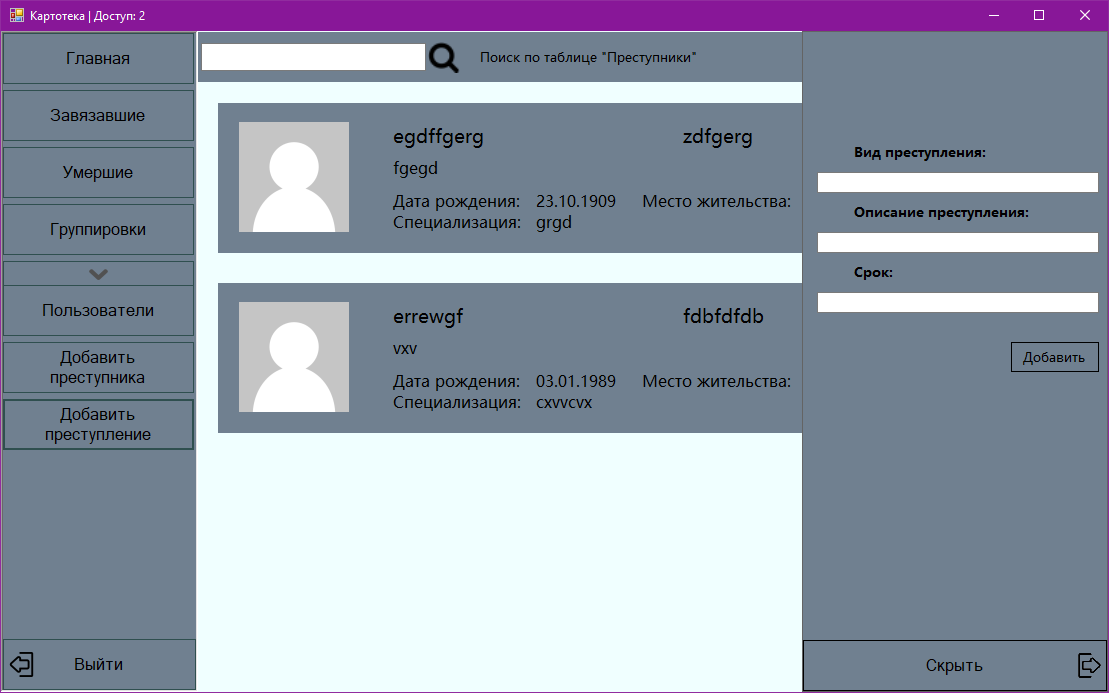 Картотека | Доступ: 2
Главная
Завязавшие
Умершие
Группировки
Пользователи
Добавить
преступника
Добавить
преступление
Выйти
Поиск по таблице "Преступники"
egdffgerg zdfgerg
fgegd
Дата рождения: 23.10.1909 Место жительства:
Специализация: grgd
errewgf fdbfdfdb
vxv
Дата рождения: 03.01.1989 Место жительства:
Специализация: cxvvcvx
Вид преступления:
Описание преступления:
Срок:
Добавить
Скрыть